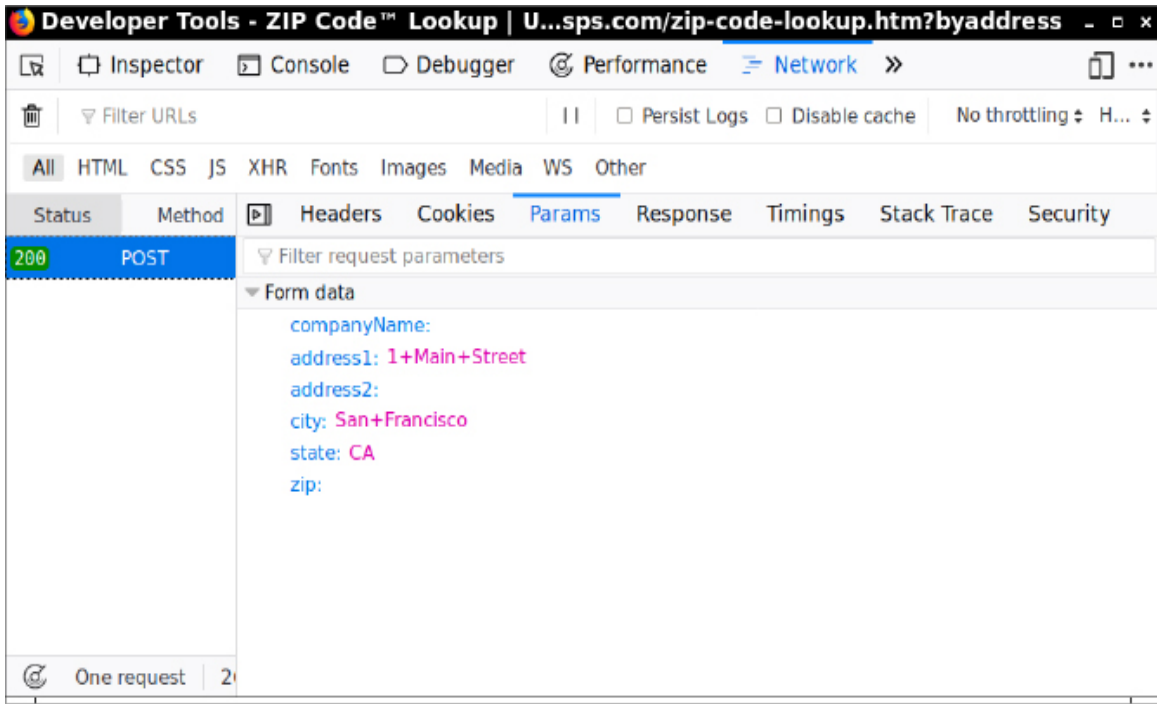 Developer Tools - ZIP Code™ Lookup | U...sps.com/zip-code-lookup.htm?byaddress
Inspector Console Debugger Performance Network
Filter URLs Persist Logs Disable cache No throttling H...
All HTML CSS JS XHR Fonts Images Media WS Other
Status Method Headers Cookies Params Response Timings Stack Trace Security
200 POST Filter request parameters
Form data
companyName:
address1: 1+Main+Street
address2:
city: San+Francisco
state: CA
zip:
One request